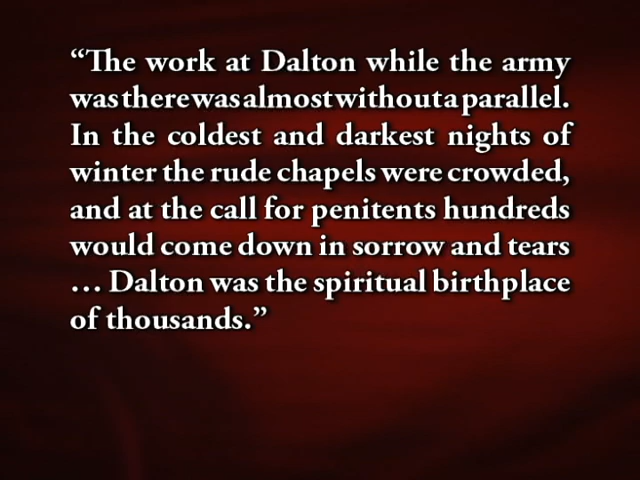 “The work at Dalton while the army
was there was almost without a parallel.
In the coldest and darkest nights of
winter the rude chapels were crowded,
and at the call for penitents hundreds
would come down in sorrow and tears
… Dalton was the spiritual birthplace
of thousands.”